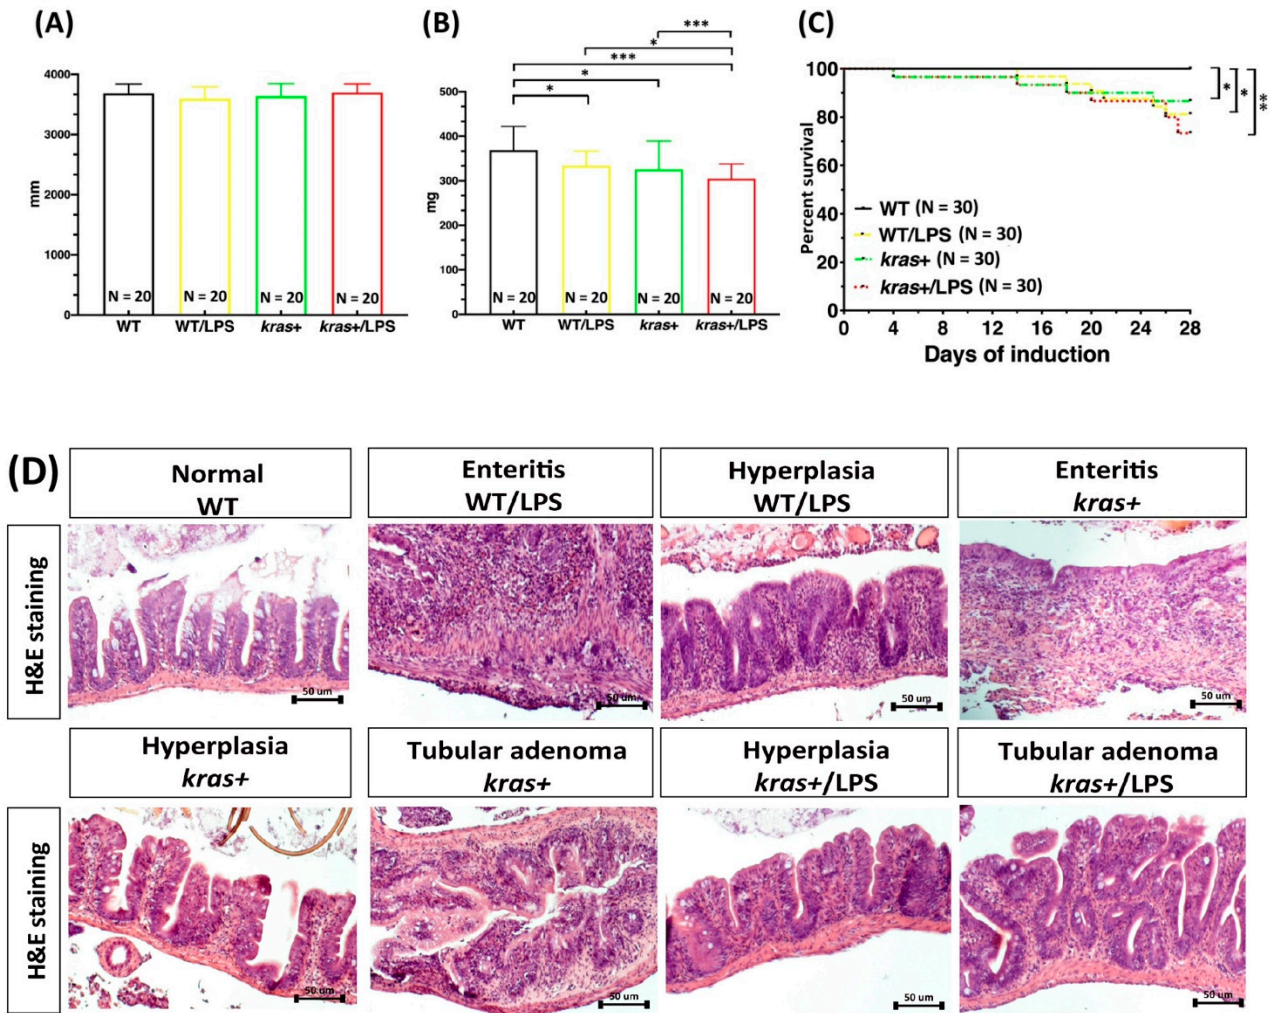 (A)
4000
3000
2000
1000
0
mm
N = 20
N = 20
N = 20
N = 20
WT
WT/LPS
kras+
kras+/LPS
(B)
***
*
***
*
*
500
400
300
200
100
0
mg
N = 20
N = 20
N = 20
N = 20
WT
WT/LPS
kras+
kras+/LPS
(C)
100
80
60
40
20
0
Percent survival
WT (N = 30)
WT/LPS (N = 30)
kras+ (N = 30)
kras+/LPS (N = 30)
*
*
**
0 4 8 12 16 20 24 28
Days of induction
(D)
Normal
WT
Enteritis
WT/LPS
Hyperplasia
WT/LPS
Enteritis
kras+
H&E staining
50 um
50 um
50 um
50 um
Hyperplasia
kras+
Tubular adenoma
kras+
Hyperplasia
kras+/LPS
Tubular adenoma
kras+/LPS
H&E staining
50 um
50 um
50 um
50 um